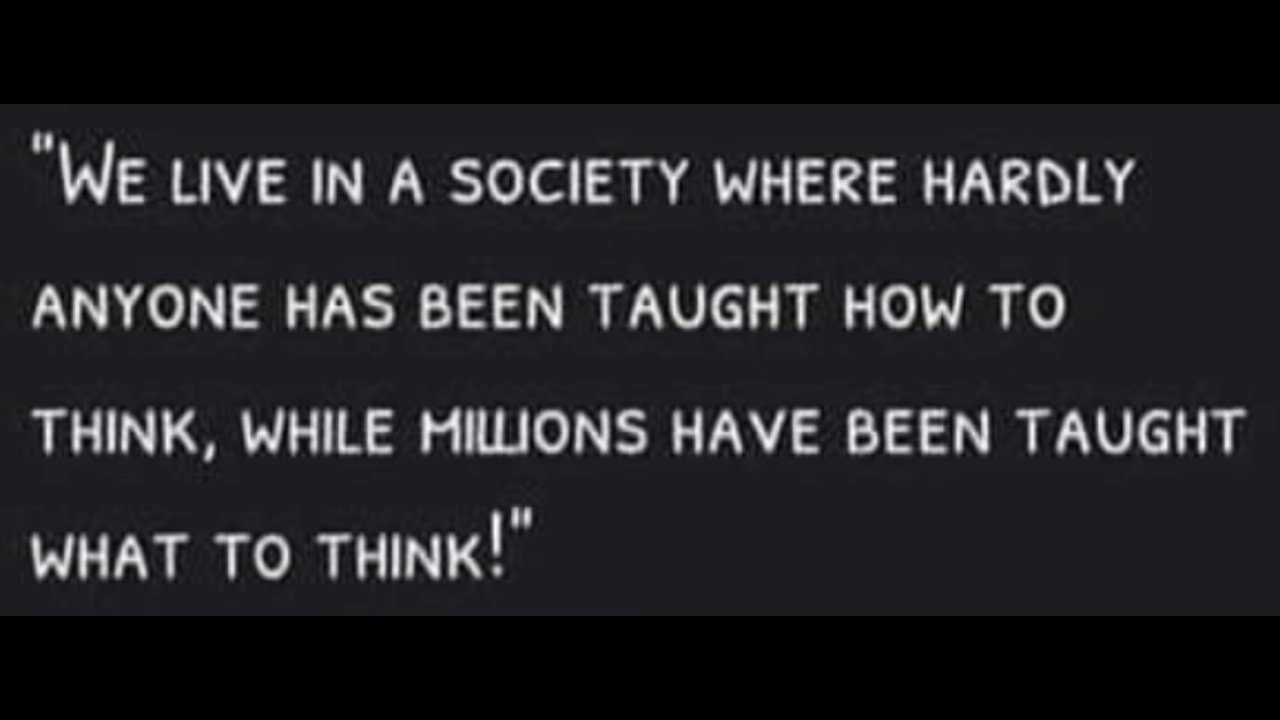 "We live in a society where hardly
anyone has been taught how to
think, while millions have been taught
what to think!"